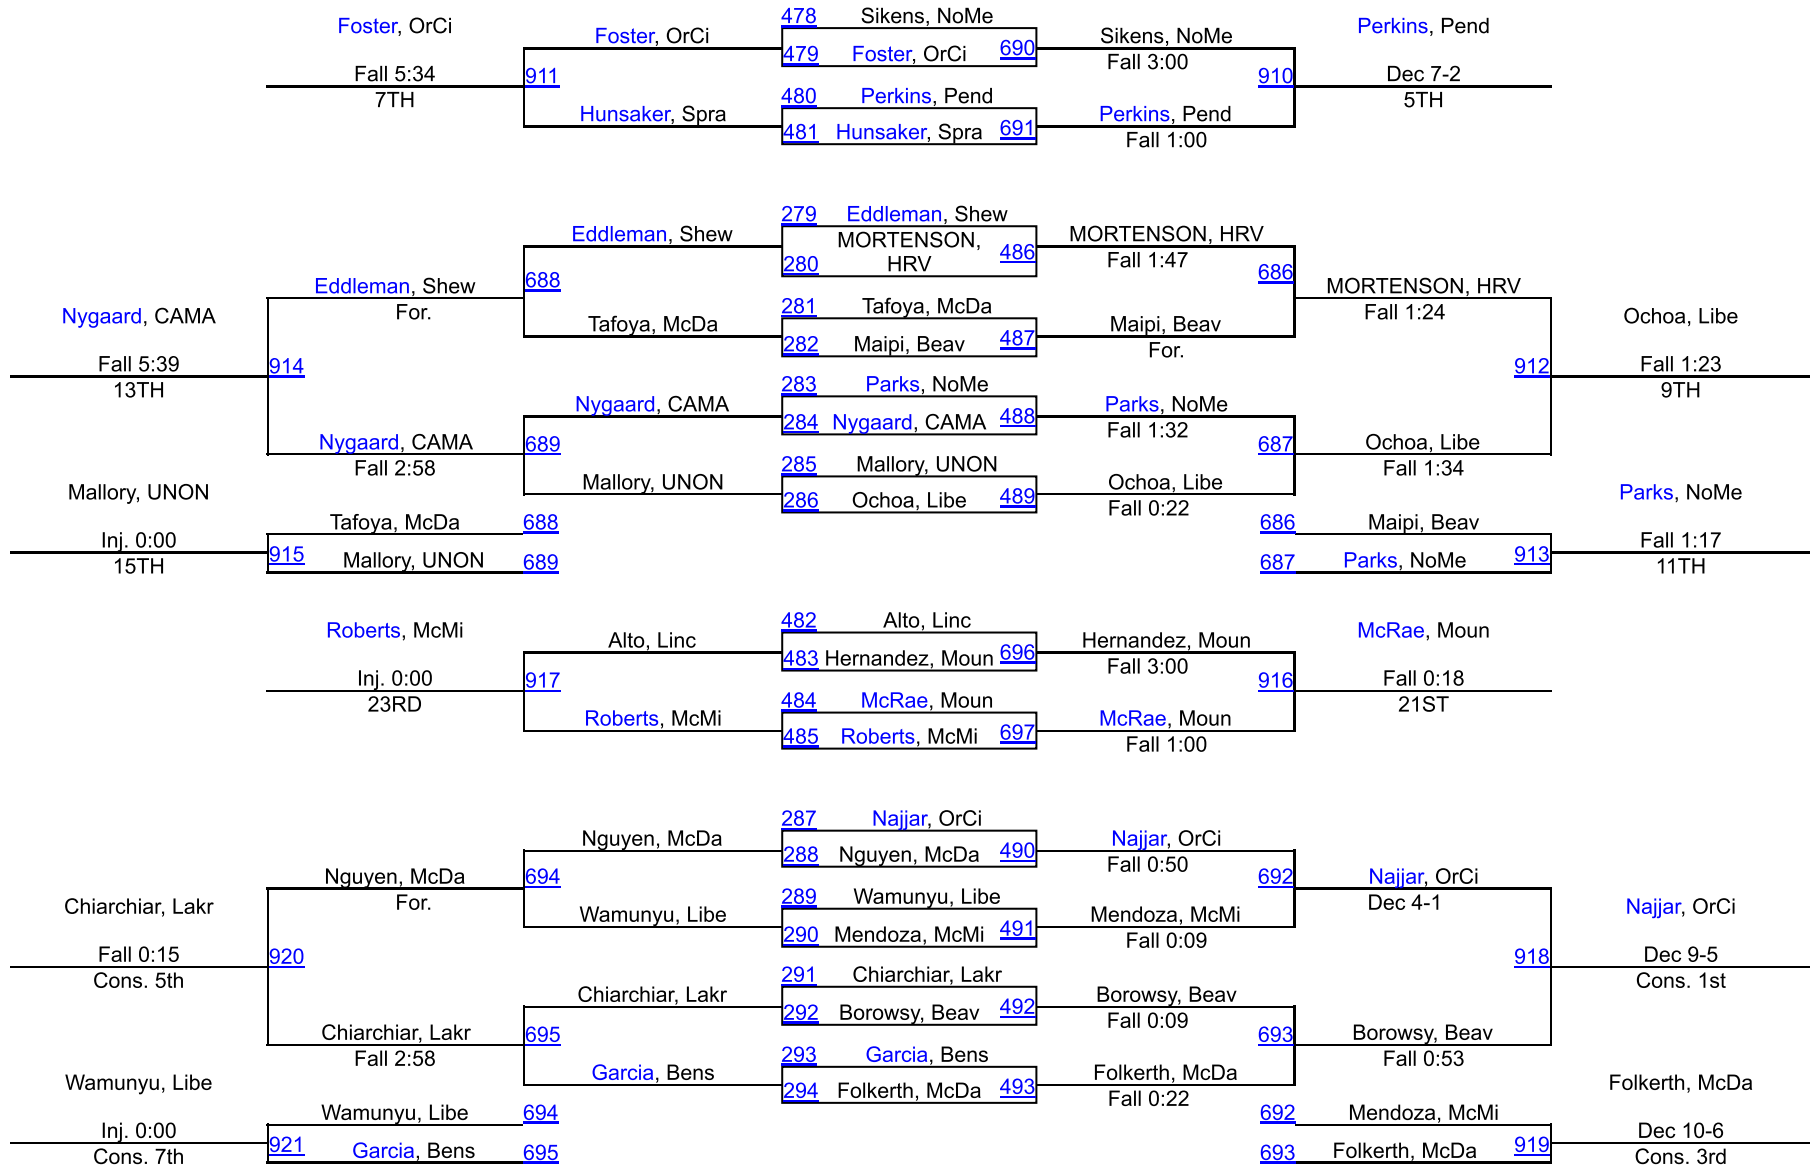 Foster, OrCi
Fall 5:34
7TH
911
Foster, OrCi
Hunsaker, Spra
478 Sikens, NoMe
479 Foster, OrCi 690
480 Perkins, Pend
481 Hunsaker, Spra 691
Sikens, NoMe
Fall 3:00
Perkins, Pend
Fall 1:00
910
Perkins, Pend
Dec 7-2
5TH
Nygaard, CAMA
Fall 5:39
13TH
914
Eddleman, Shew
For.
Nygaard, CAMA
Fall 2:58
688
689
Eddleman, Shew
Tafoya, McDa
Nygaard, CAMA
Mallory, UNON
279 Eddleman, Shew
MORTENSON,
280 HRV 486
281 Tafoya, McDa
282 Maipi, Beav 487
283 Parks, NoMe
284 Nygaard, CAMA 488
285 Mallory, UNON
286 Ochoa, Libe 489
MORTENSON, HRV
Fall 1:47
Maipi, Beav
For.
Parks, NoMe
Fall 1:32
Ochoa, Libe
Fall 0:22
686
687
MORTENSON, HRV
Fall 1:24
Ochoa, Libe
Fall 1:34
912
Ochoa, Libe
Fall 1:23
9TH
Mallory, UNON
Inj. 0:00
15TH
915
Tafoya, McDa 688
Mallory, UNON 689
686 Maipi, Beav
687 Parks, NoMe 913
Parks, NoMe
Fall 1:17
11TH
Roberts, McMi
Inj. 0:00
23RD
917
Alto, Linc
Roberts, McMi
482 Alto, Linc
483 Hernandez, Moun 696
484 McRae, Moun
485 Roberts, McMi 697
Hernandez, Moun
Fall 3:00
McRae, Moun
Fall 1:00
916
McRae, Moun
Fall 0:18
21ST
Chiarchiar, Lakr
Fall 0:15
Cons. 5th
920
Nguyen, McDa
For.
Chiarchiar, Lakr
Fall 2:58
694
695
Nguyen, McDa
Wamunyu, Libe
Chiarchiar, Lakr
Garcia, Bens
287 Najjar, OrCi
288 Nguyen, McDa 490
289 Wamunyu, Libe
290 Mendoza, McMi 491
291 Chiarchiar, Lakr
292 Borowsy, Beav 492
293 Garcia, Bens
294 Folkerth, McDa 493
Najjar, OrCi
Fall 0:50
Mendoza, McMi
Fall 0:09
Borowsy, Beav
Fall 0:09
Folkerth, McDa
Fall 0:22
692
693
Najjar, OrCi
Dec 4-1
Borowsy, Beav
Fall 0:53
918
Najjar, OrCi
Dec 9-5
Cons. 1st
Wamunyu, Libe
Inj. 0:00
Cons. 7th
921
Wamunyu, Libe 694
Garcia, Bens 695
692 Mendoza, McMi
693 Folkerth, McDa 919
Folkerth, McDa
Dec 10-6
Cons. 3rd